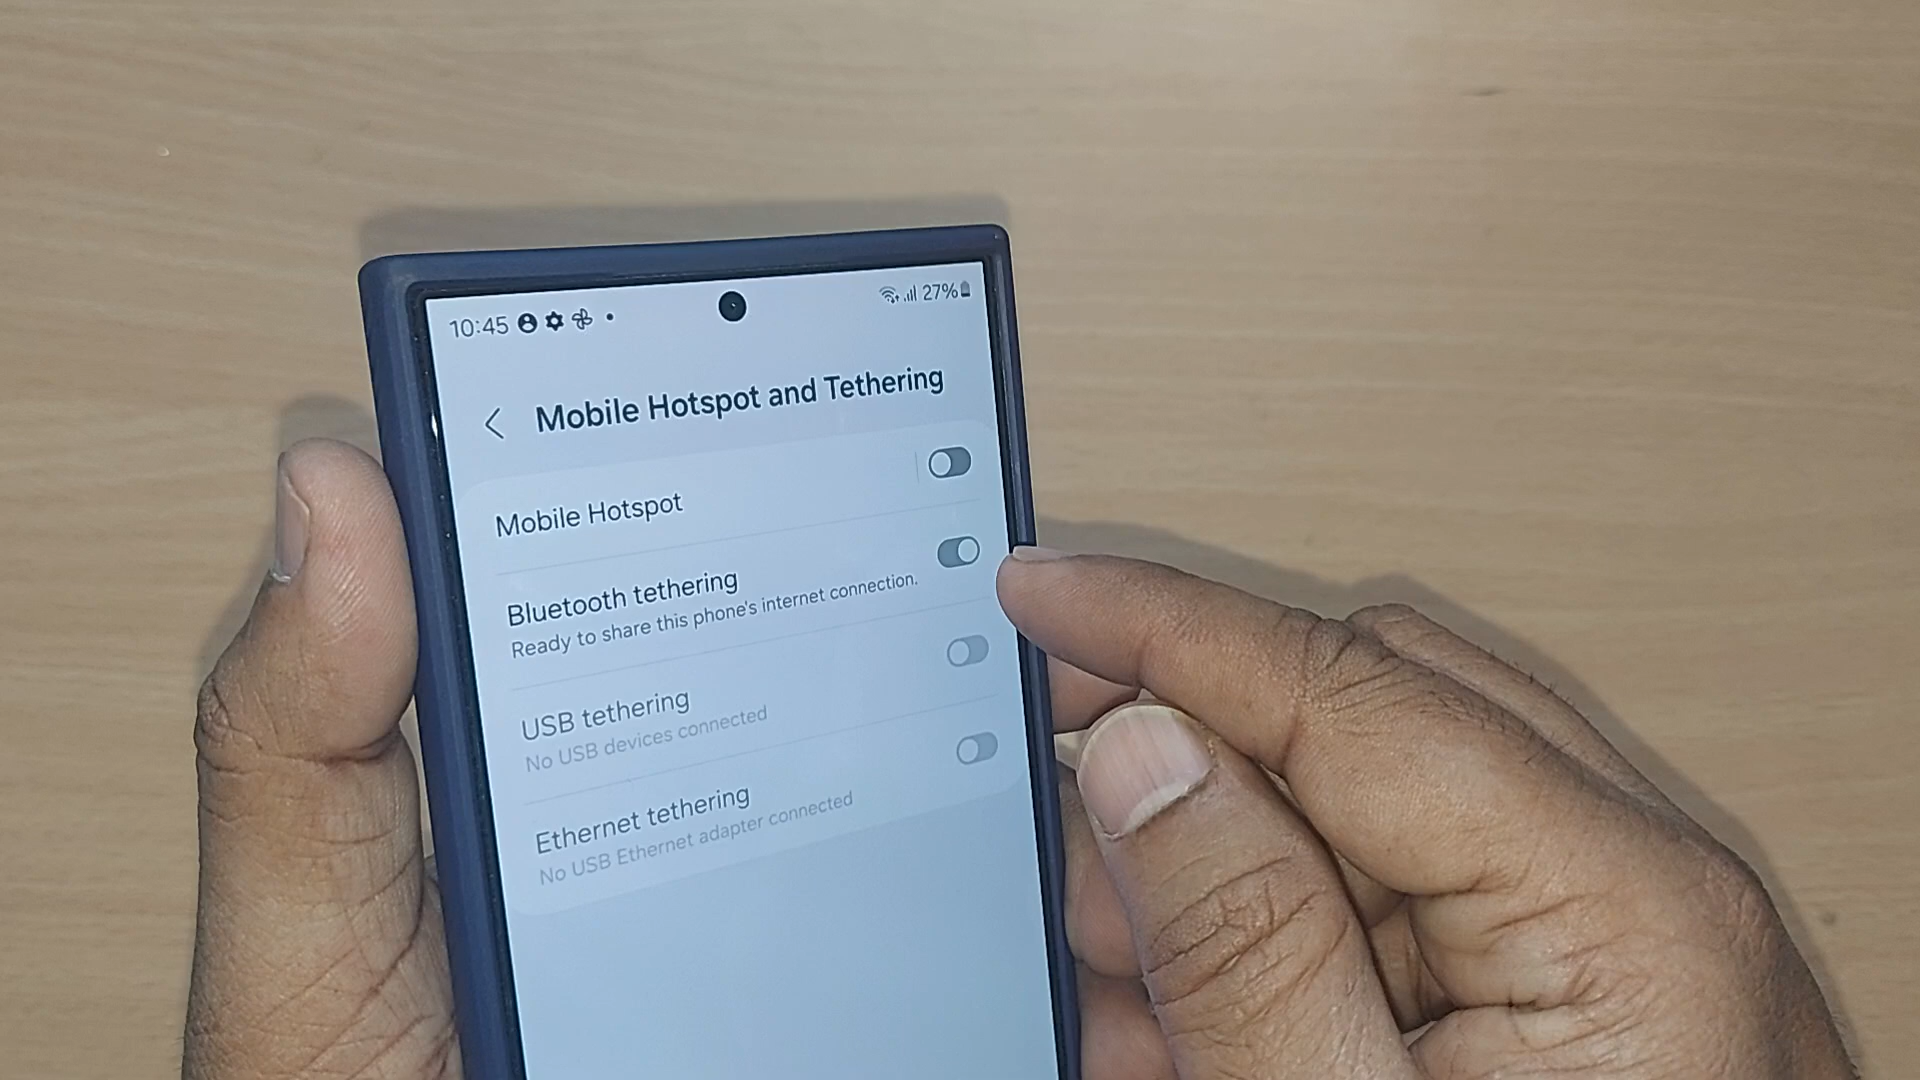 10:45
27%
Mobile Hotspot and Tethering
Mobile Hotspot
Bluetooth tethering
Ready to share this phone's internet connection.
USB tethering
No USB devices connected
Ethernet tethering
No USB Ethernet adapter connected